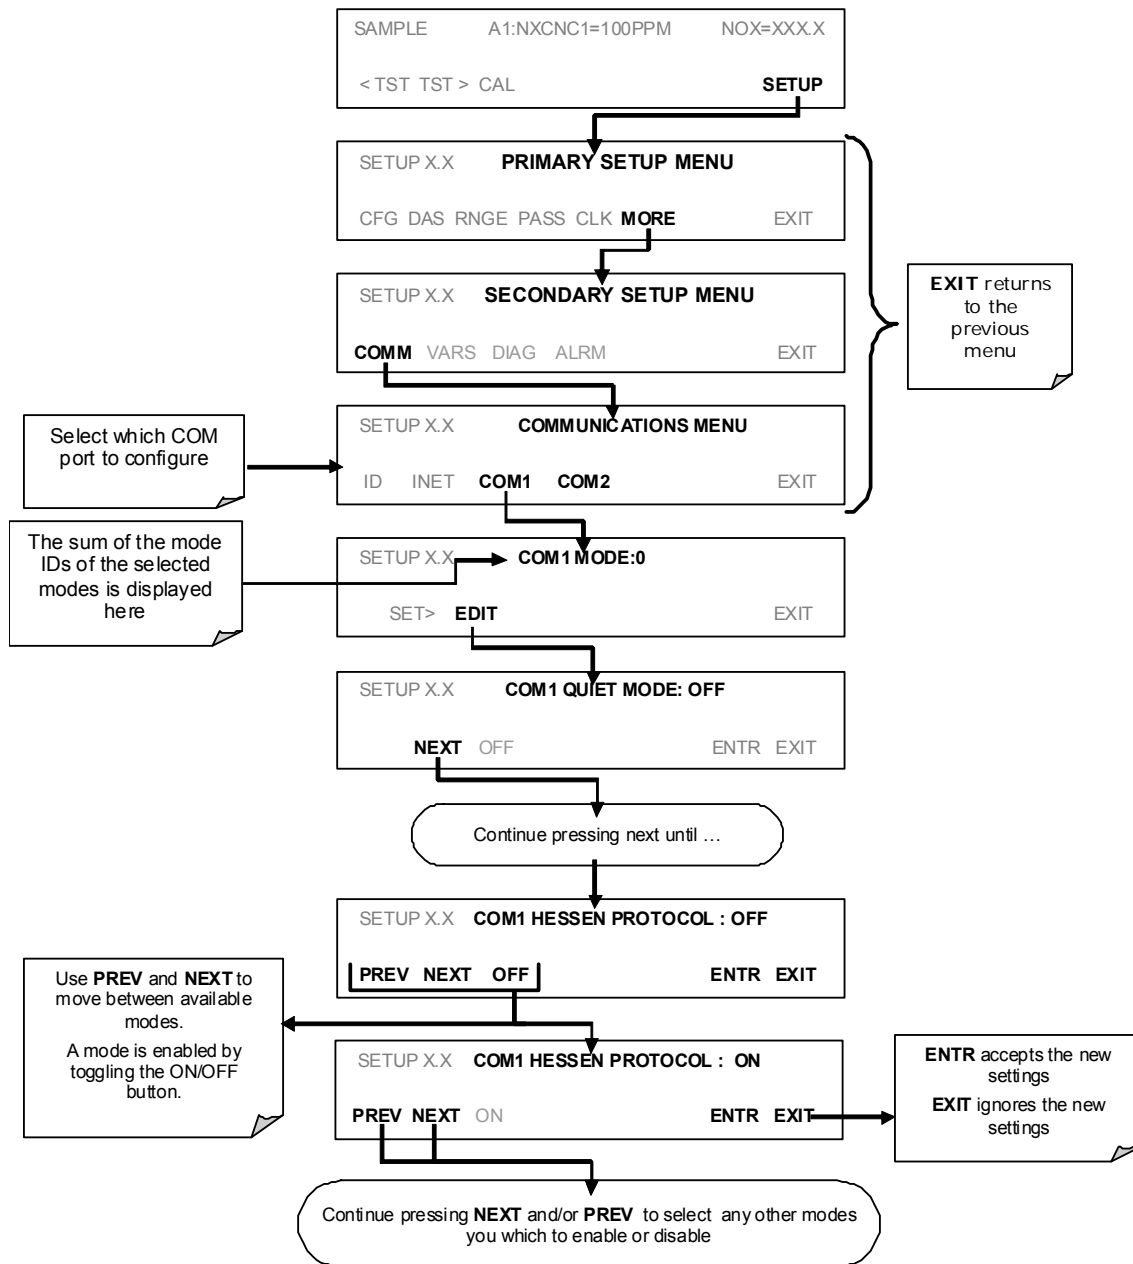 SAMPLE A1:NXCNC1=100PPM NOX=XXX.X
< TST TST > CAL SETUP
SETUP X.X PRIMARY SETUP MENU
CFG DAS RNGE PASS CLK MORE EXIT
SETUP X.X SECONDARY SETUP MENU
COMM VARS DIAG ALRM EXIT
EXIT returns
to the
previous
menu
Select which COM
port to configure
SETUP X.X COMMUNICATIONS MENU
ID INET COM1 COM2 EXIT
The sum of the mode
IDs of the selected
modes is displayed
here
SETUP X.X COM1 MODE:0
SET> EDIT EXIT
SETUP X.X COM1 QUIET MODE: OFF
NEXT OFF ENTR EXIT
Continue pressing next until ...
SETUP X.X COM1 HESSEN PROTOCOL : OFF
PREV NEXT OFF ENTR EXIT
Use PREV and NEXT to
move between available
modes.
A mode is enabled by
toggling the ON/OFF
button.
SETUP X.X COM1 HESSEN PROTOCOL : ON
PREV NEXT ON ENTR EXIT
ENTR accepts the new
settings
EXIT ignores the new
settings
Continue pressing NEXT and/or PREV to select any other modes
you which to enable or disable